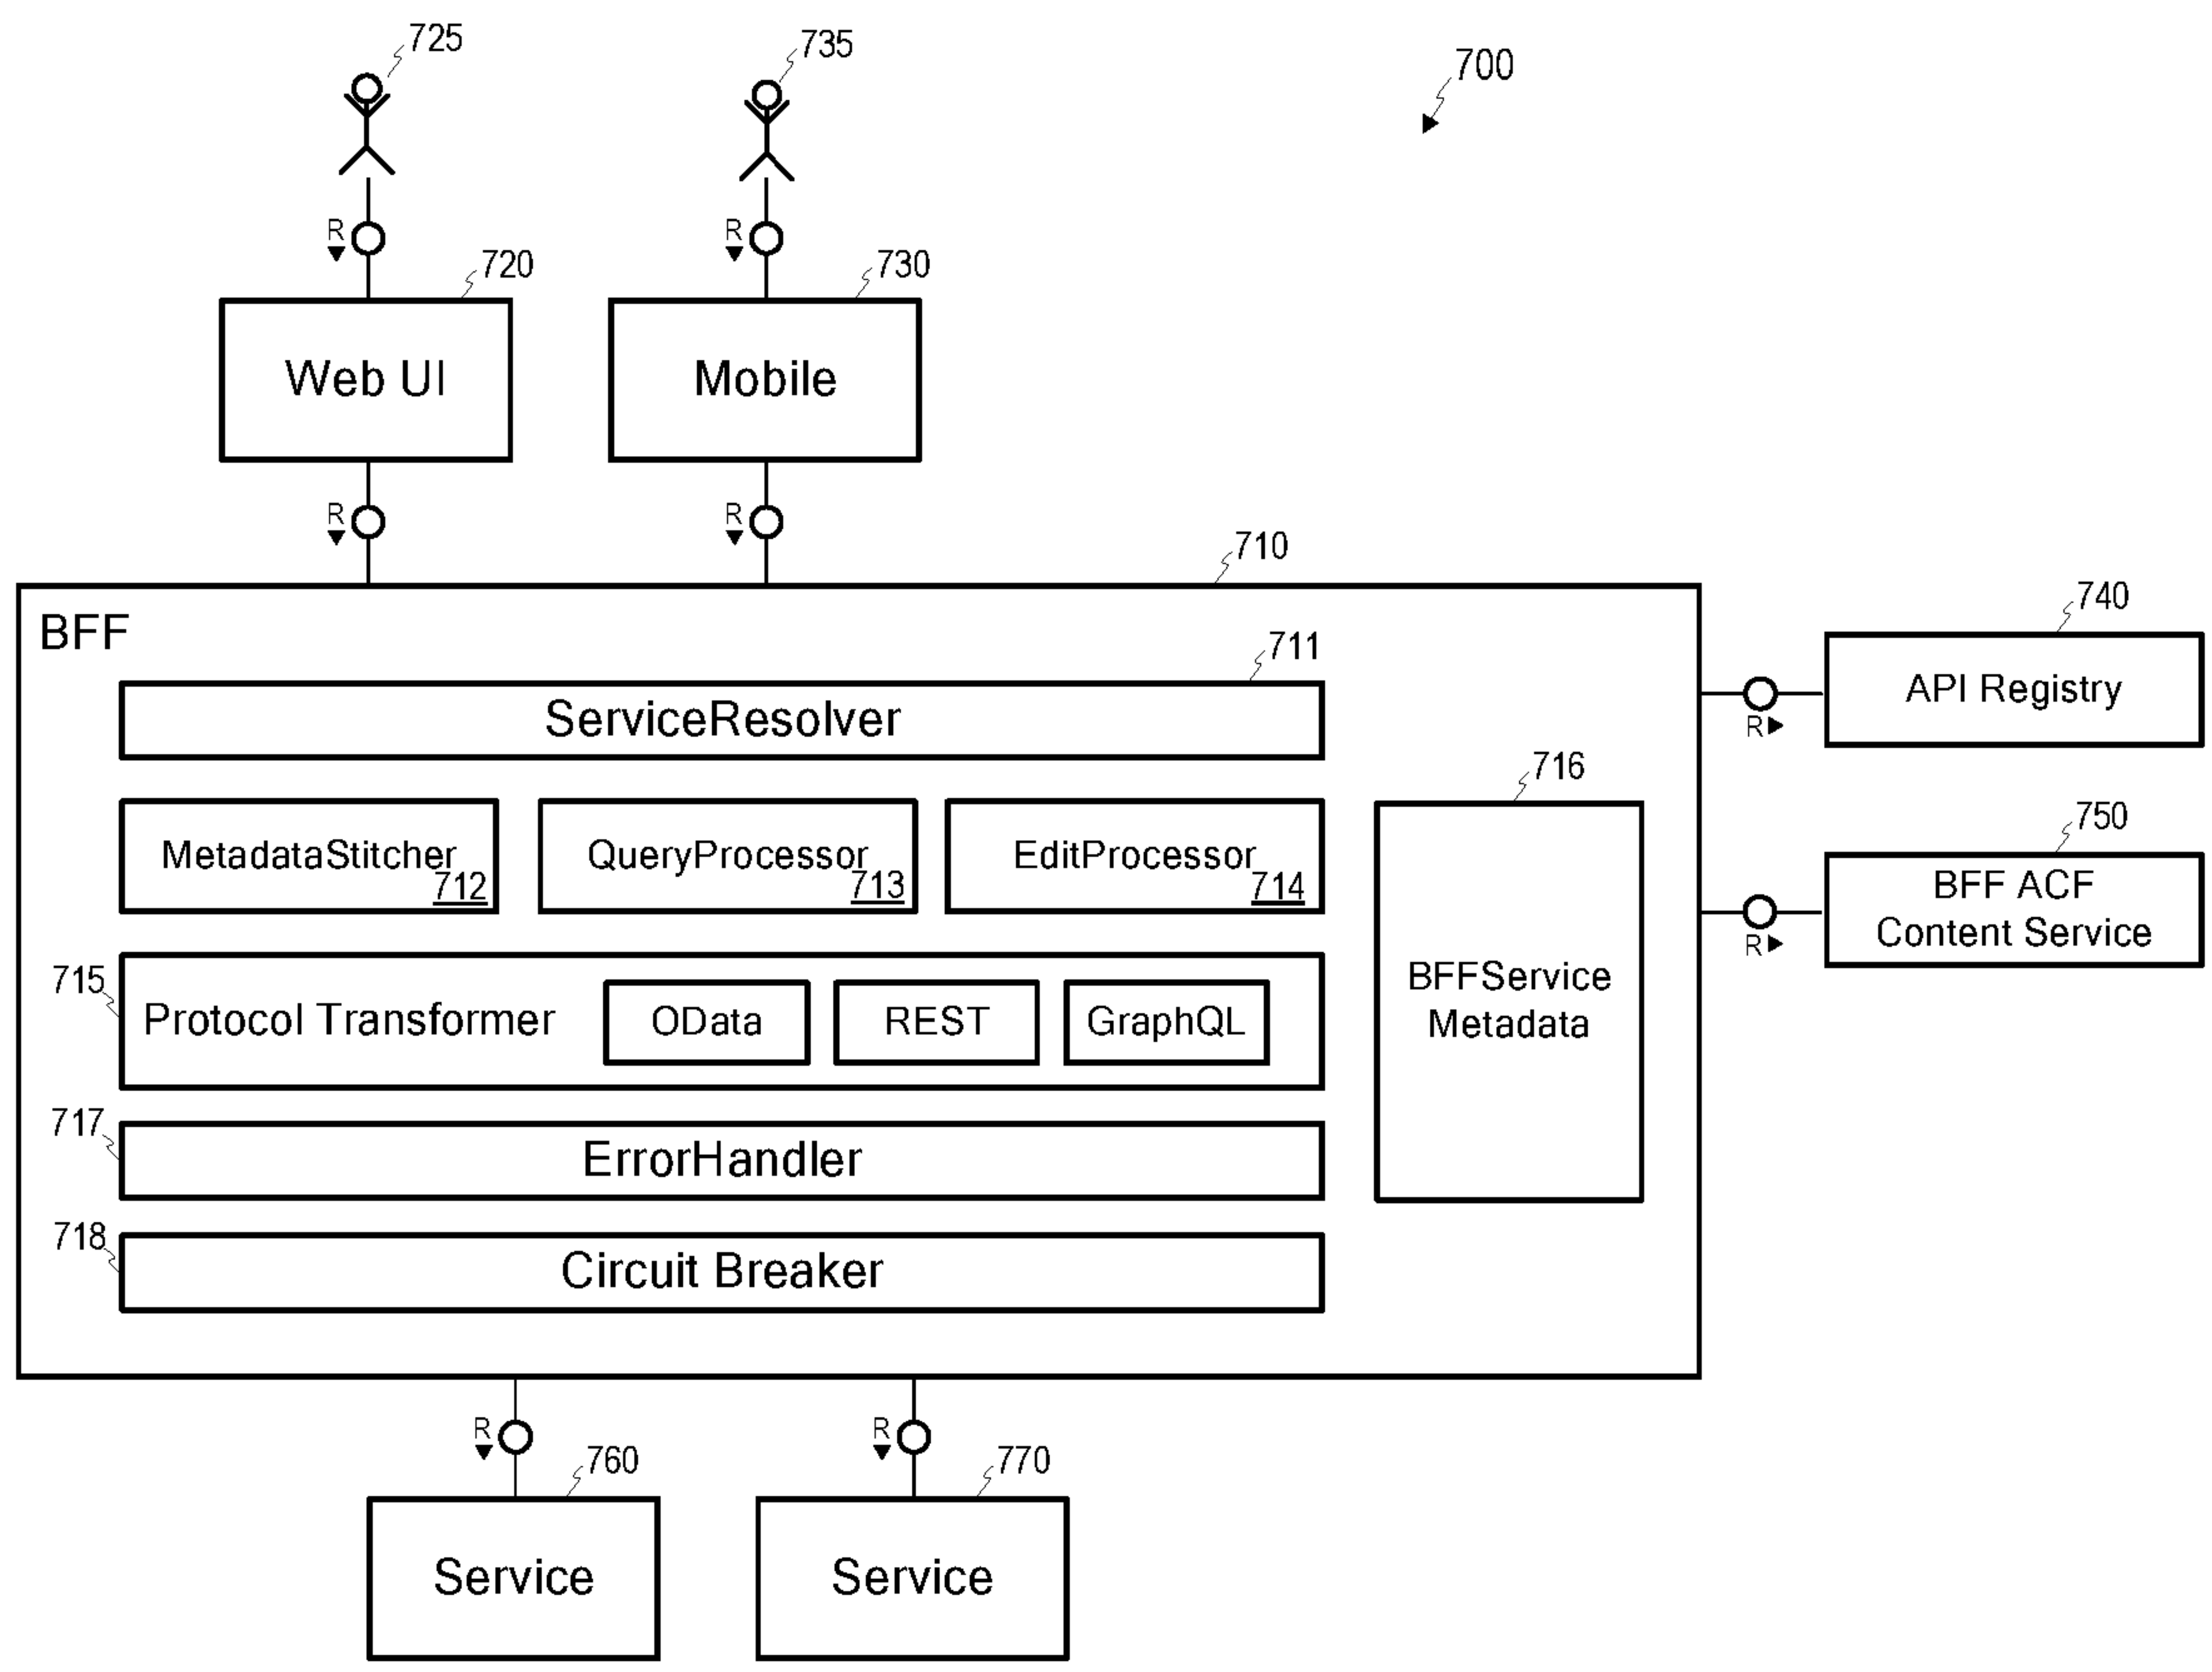 725
735
700
R
R
720
730
Web UI
Mobile
R
R
710
BFF
740
711
ServiceResolver
API Registry
R
716
MetadataStitcher
712
QueryProcessor
713
EditProcessor
714
750
BFF ACF
Content Service
R
BFFService
Metadata
715
Protocol Transformer
OData
REST
GraphQL
717
ErrorHandler
718
Circuit Breaker
R
R
760
770
Service
Service